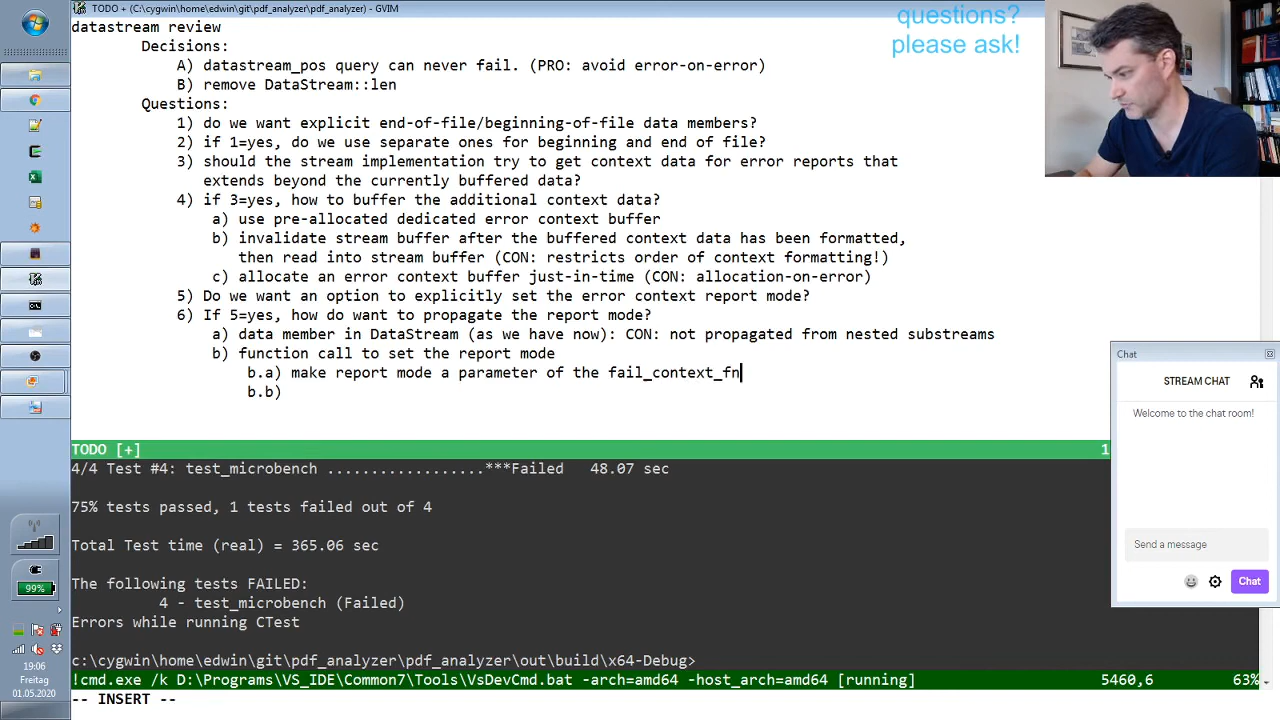 TODO + (C:\cygwin\home\edwin\git\pdf_analyzer\pdf_analyzer) - GVIM
datastream review
Decisions:
A) datastream_pos query can never fail. (PRO: avoid error-on-error)
B) remove DataStream::len
Questions:
1) do we want explicit end-of-file/beginning-of-file data members?
2) if 1=yes, do we use separate ones for beginning and end of file?
3) should the stream implementation try to get context data for error reports that
extends beyond the currently buffered data?
4) if 3=yes, how to buffer the additional context data?
a) use pre-allocated dedicated error context buffer
b) invalidate stream buffer after the buffered context data has been formatted,
then read into stream buffer (CON: restricts order of context formatting!)
c) allocate an error context buffer just-in-time (CON: allocation-on-error)
5) Do we want an option to explicitly set the error context report mode?
6) If 5=yes, how do want to propagate the report mode?
a) data member in DataStream (as we have now): CON: not propagated from nested substreams
b) function call to set the report mode
b.a) make report mode a parameter of the fail_context_fn
b.b)
TODO [+] 1
4/4 Test #4: test_microbench ..................***Failed 48.07 sec
75% tests passed, 1 tests failed out of 4
Total Test time (real) = 365.06 sec
The following tests FAILED:
4 - test_microbench (Failed)
Errors while running CTest
c:\cygwin\home\edwin\git\pdf_analyzer\pdf_analyzer\out\build\x64-Debug>
!cmd.exe /k D:\Programs\VS_IDE\Common7\Tools\VsDevCmd.bat -arch=amd64 -host_arch=amd64 [running] 5460,6 63%
-- INSERT --
questions?
please ask!
Chat
STREAM CHAT
Welcome to the chat room!
Send a message
Chat
99%
19:06
Freitag
01.05.2020